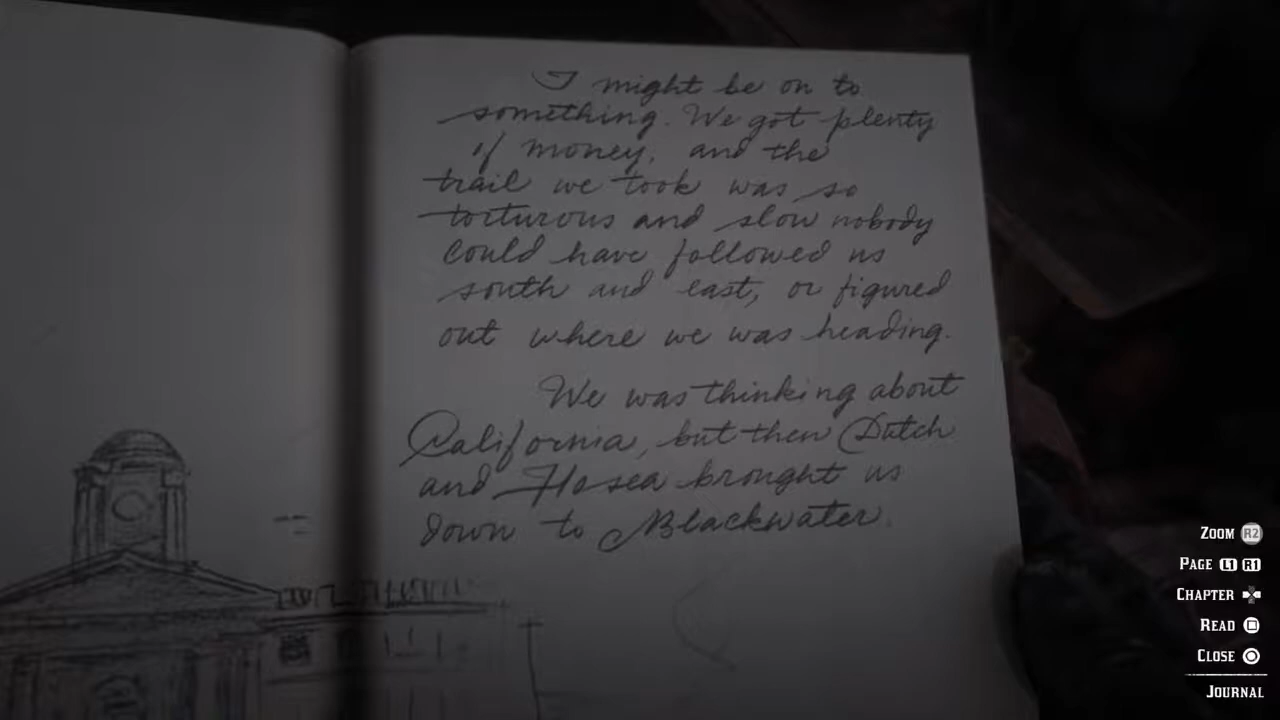 I might be on to
something. We got plenty
of money, and the
trail we took was so
torturous and slow nobody
could have followed us
south and east, or figured
out where we was heading.
We was thinking about
California, but then Dutch
and Hosea brought us
down to Blackwater.
ZOOM R2
PAGE L1 R1
CHAPTER
READ
CLOSE
JOURNAL